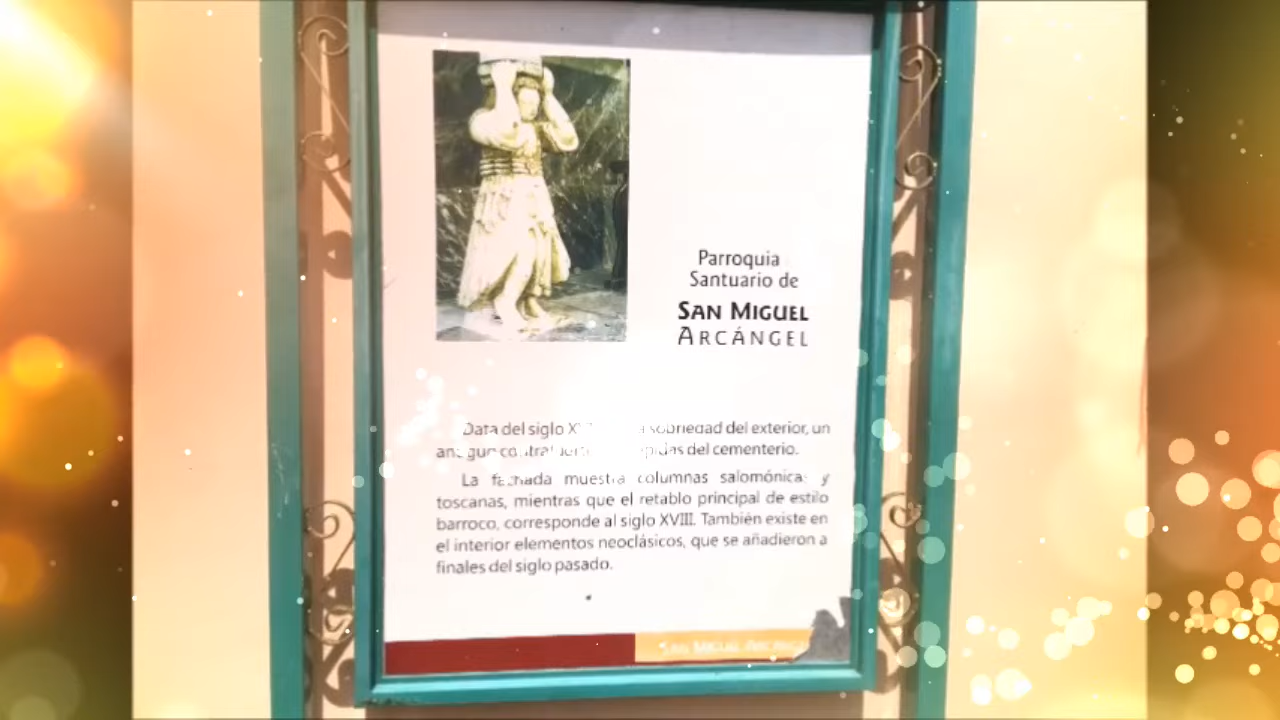 Parroquia
Santuario de
SAN MIGUEL
ARCÁNGEL
Data del siglo sobriedad del exterior, un
del cementerio.
La fachada muestra columnas salomónicas y
toscanas, mientras que el retablo principal de estilo
barroco, corresponde al siglo XVIII. También existe en
el interior elementos neoclásicos, que se añadieron a
finales del siglo pasado.
SAN MIGUEL ARCÁNGEL